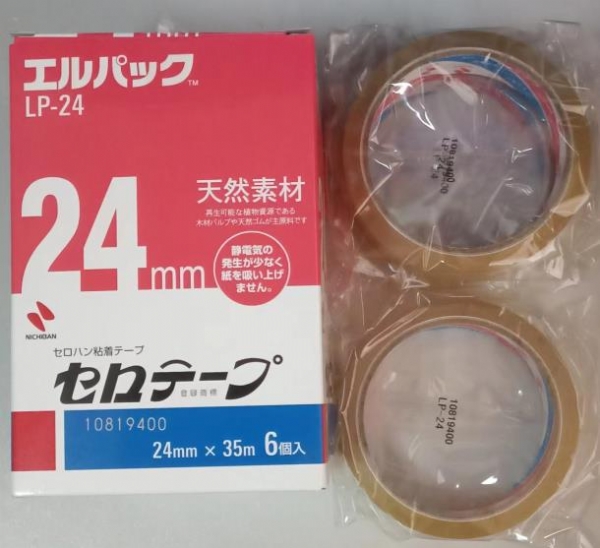 mm
エルパック™
LP-24
24mm
天然素材
再生可能な植物資源である
木材パルプや天然ゴムが主原料です
静電気の
発生が少なく
紙を吸い上げ
ません。
NICHIBAN
セロハン粘着テープ
セロテープ
登録商標
10819400
24mm × 35m 6個入
10819400
LP-24
10819400
LP-24